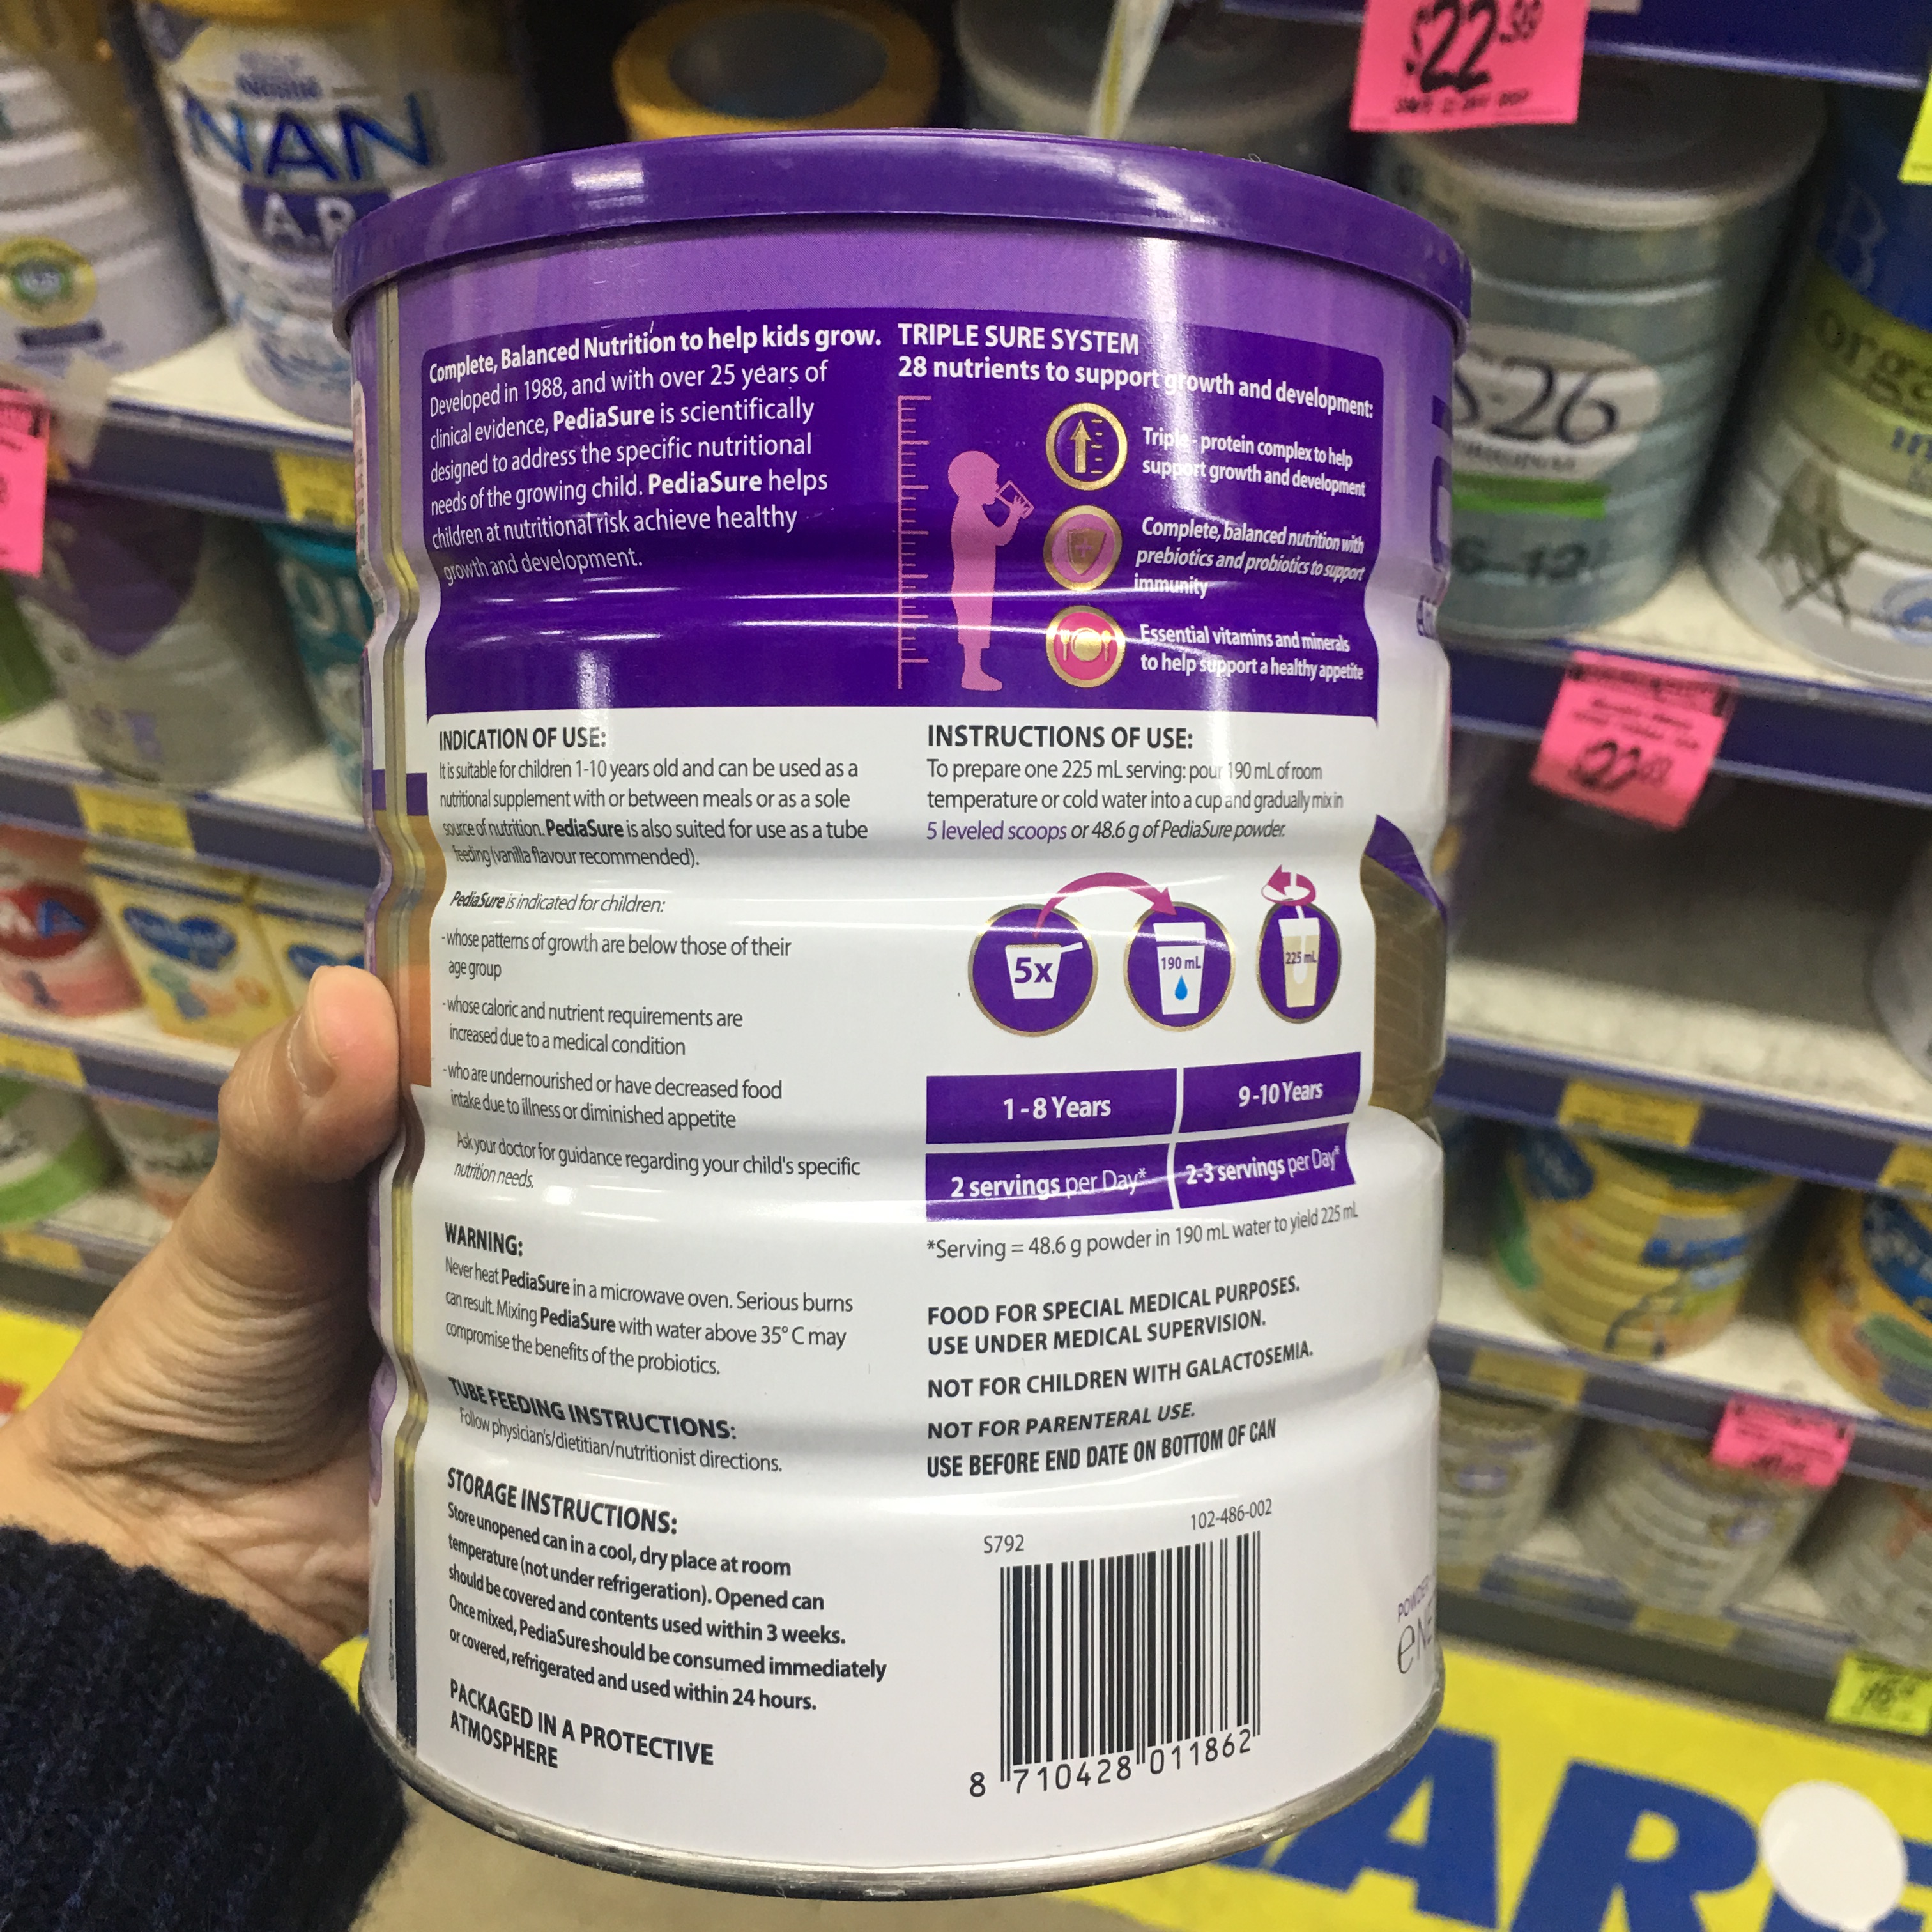 $22.99
Nestlé
NAN
A.R
S-26
6-12
Complete, Balanced Nutrition to help kids grow.
Developed in 1988, and with over 25 years of
clinical evidence, PediaSure is scientifically
designed to address the specific nutritional
needs of the growing child. PediaSure helps
children at nutritional risk achieve healthy
growth and development.
TRIPLE SURE SYSTEM
28 nutrients to support growth and development:
Triple - protein complex to help
support growth and development
Complete, balanced nutrition with
prebiotics and probiotics to support
immunity
Essential vitamins and minerals
to help support a healthy appetite
INDICATION OF USE:
It is suitable for children 1-10 years old and can be used as a
nutritional supplement with or between meals or as a sole
source of nutrition. PediaSure is also suited for use as a tube
feeding (vanilla flavour recommended).
PediaSure is indicated for children:
-whose patterns of growth are below those of their
age group
-whose caloric and nutrient requirements are
increased due to a medical condition
-who are undernourished or have decreased food
intake due to illness or diminished appetite
Ask your doctor for guidance regarding your child's specific
nutrition needs.
WARNING:
Never heat PediaSure in a microwave oven. Serious burns
can result. Mixing PediaSure with water above 35° C may
compromise the benefits of the probiotics.
TUBE FEEDING INSTRUCTIONS:
Follow physician's/dietitian/nutritionist directions.
STORAGE INSTRUCTIONS:
Store unopened can in a cool, dry place at room
temperature (not under refrigeration). Opened can
should be covered and contents used within 3 weeks.
Once mixed, PediaSure should be consumed immediately
or covered, refrigerated and used within 24 hours.
PACKAGED IN A PROTECTIVE
ATMOSPHERE
INSTRUCTIONS OF USE:
To prepare one 225 mL serving: pour 190 mL of room
temperature or cold water into a cup and gradually mix in
5 leveled scoops or 48.6 g of PediaSure powder.
5x
190 mL
225 mL
1-8 Years
9-10 Years
2 servings per Day*
2-3 servings per Day*
*Serving = 48.6 g powder in 190 mL water to yield 225 mL
FOOD FOR SPECIAL MEDICAL PURPOSES.
USE UNDER MEDICAL SUPERVISION.
NOT FOR CHILDREN WITH GALACTOSEMIA.
NOT FOR PARENTERAL USE.
USE BEFORE END DATE ON BOTTOM OF CAN
S792
102-486-002
8 710428 011862